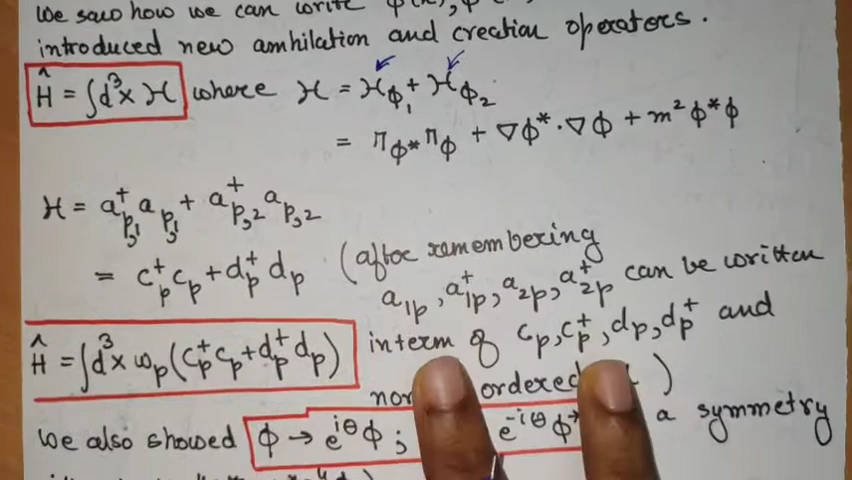 We saw how we can write
introduced new anhilation and creation operators.
Ĥ = ∫d³x ℋ where ℋ = ℋ_ϕ₁ + ℋ_ϕ₂
= π_ϕ* π_ϕ + ∇ϕ*·∇ϕ + m²ϕ*ϕ
ℋ = a†_p,1 a_p,1 + a†_p,2 a_p,2
= c†_p c_p + d†_p d_p (after remembering
a_1p, a†_1p, a_2p, a†_2p can be written
Ĥ = ∫d³x ω_p (c†_p c_p + d†_p d_p) interm of c_p, c†_p, d_p, d†_p and
ordered )
We also showed ϕ → e^iθ ϕ ; e^-iθ ϕ* a symmetry